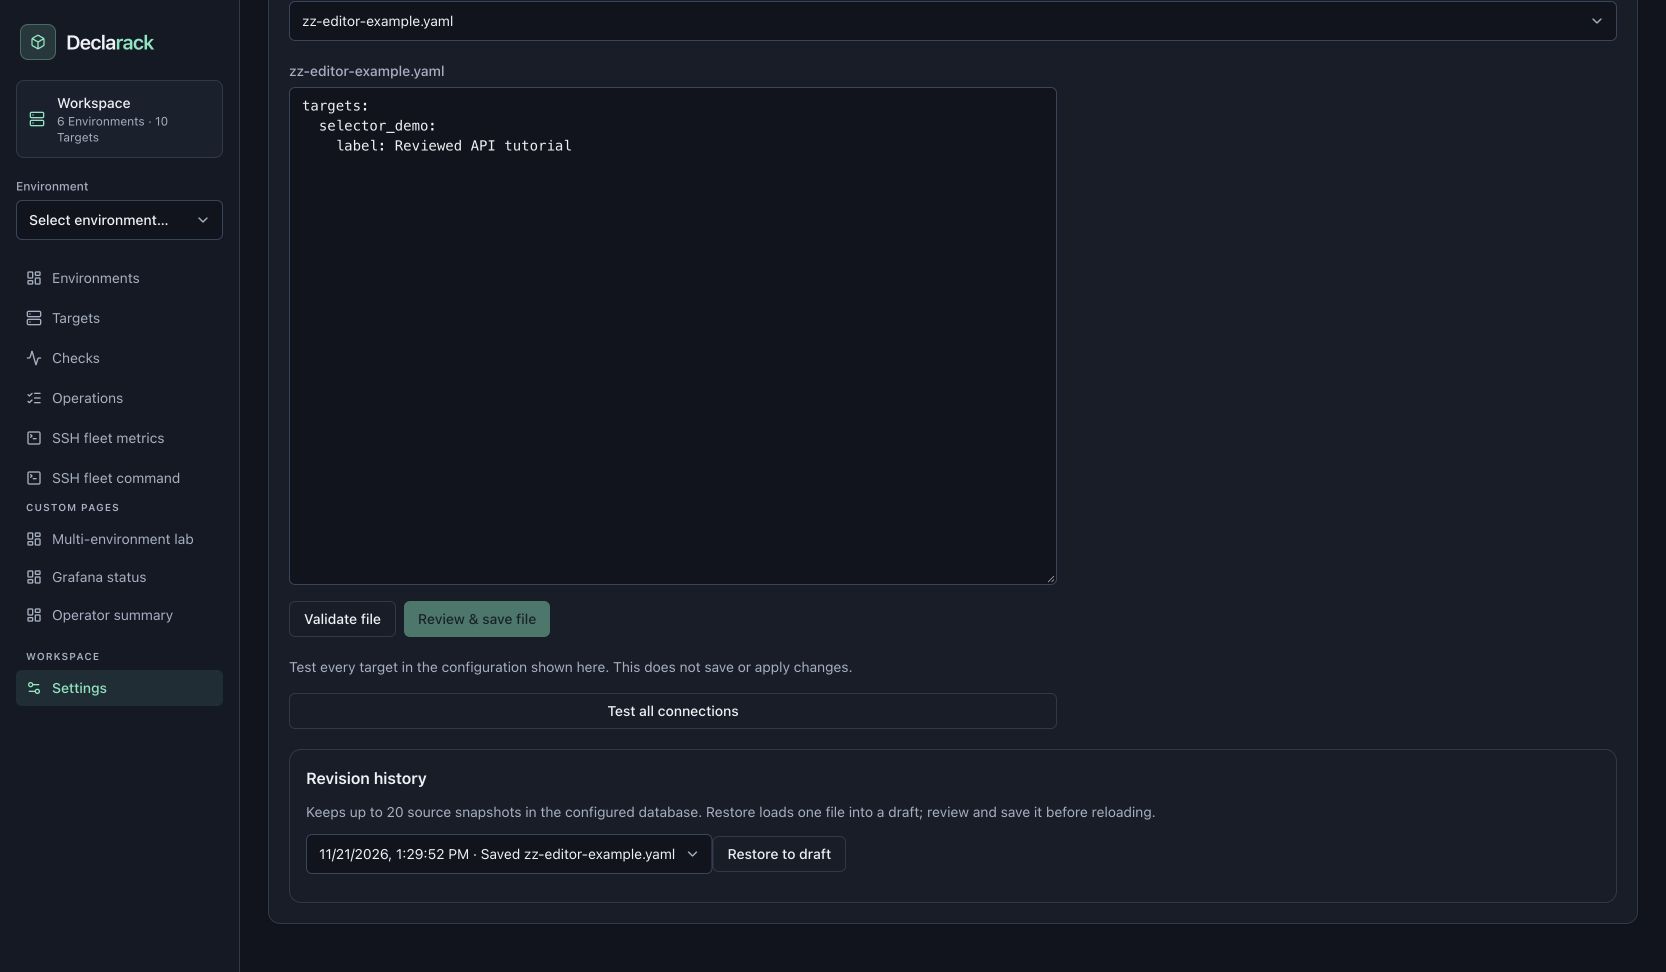 Declarack
Workspace
6 Environments · 10
Targets
Environment
Select environment...
Environments
Targets
Checks
Operations
SSH fleet metrics
SSH fleet command
CUSTOM PAGES
Multi-environment lab
Grafana status
Operator summary
WORKSPACE
Settings
zz-editor-example.yaml
zz-editor-example.yaml
targets:
  selector_demo:
    label: Reviewed API tutorial
Validate file
Review & save file
Test every target in the configuration shown here. This does not save or apply changes.
Test all connections
Revision history
Keeps up to 20 source snapshots in the configured database. Restore loads one file into a draft; review and save it before reloading.
11/21/2026, 1:29:52 PM · Saved zz-editor-example.yaml
Restore to draft